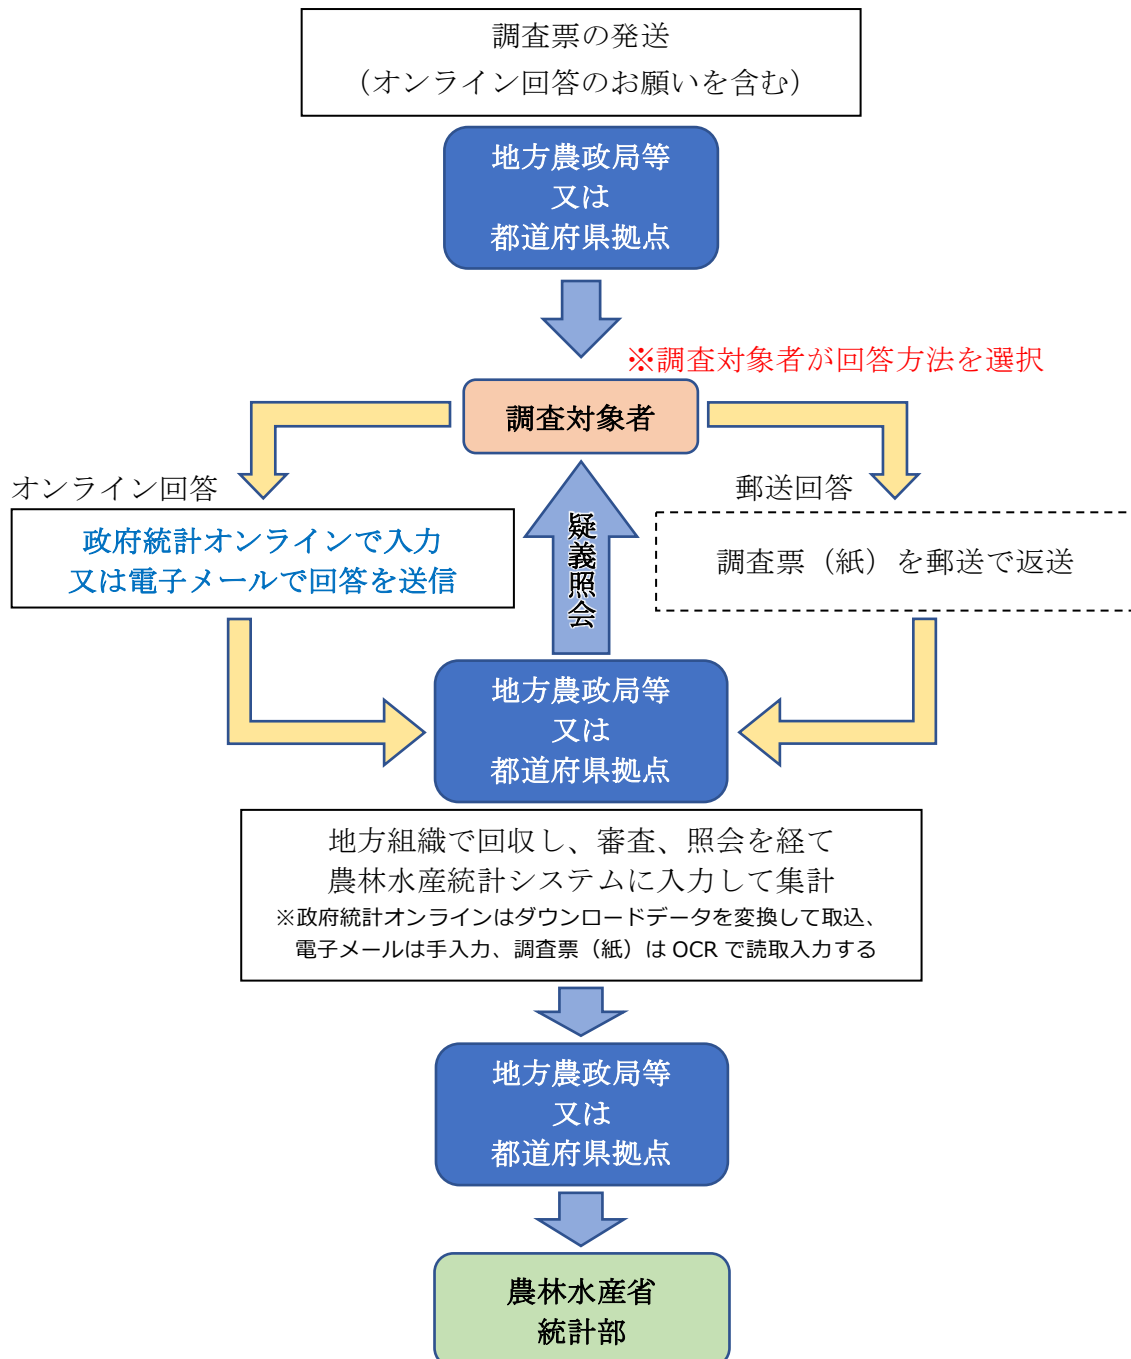 調査票の発送
（オンライン回答のお願いを含む）
地方農政局等
又は
都道府県拠点
※調査対象者が回答方法を選択
調査対象者
オンライン回答
郵送回答
政府統計オンラインで入力
又は電子メールで回答を送信
疑義照会
調査票（紙）を郵送で返送
地方農政局等
又は
都道府県拠点
地方組織で回収し、審査、照会を経て
農林水産統計システムに入力して集計
※政府統計オンラインはダウンロードデータを変換して取込、
電子メールは手入力、調査票（紙）は OCR で読取入力する
地方農政局等
又は
都道府県拠点
農林水産省
統計部